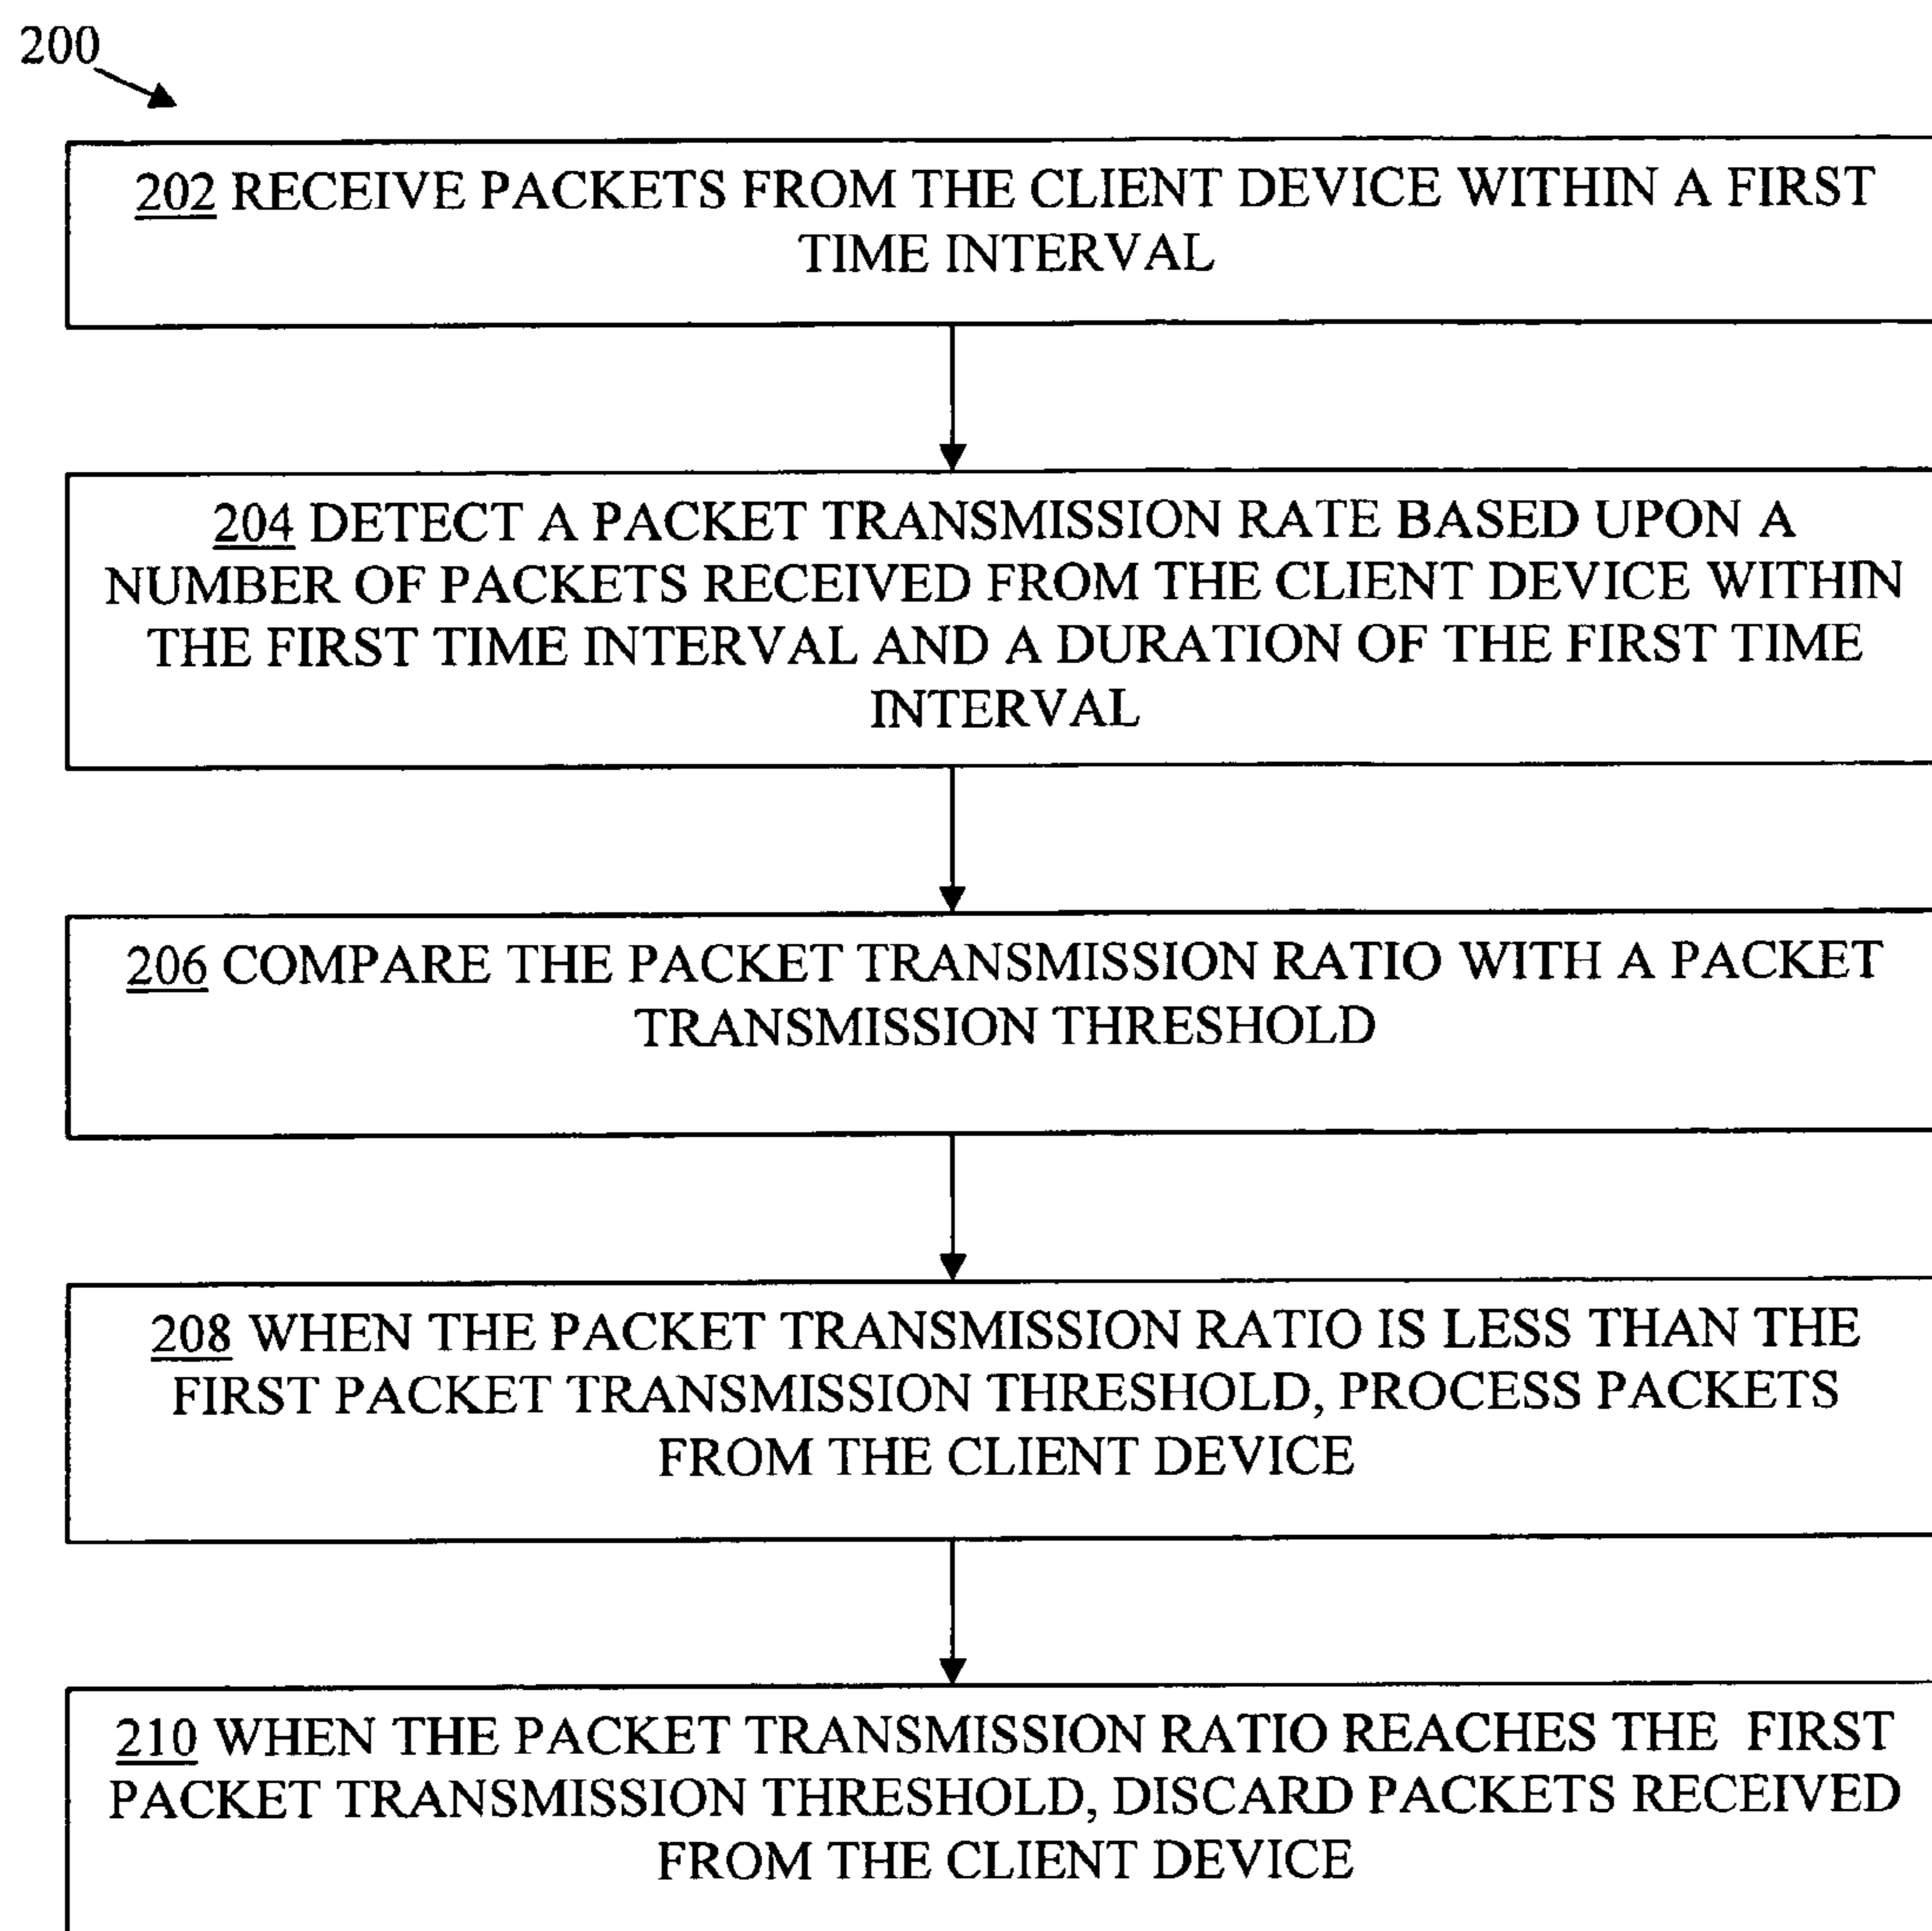 200
202 RECEIVE PACKETS FROM THE CLIENT DEVICE WITHIN A FIRST
TIME INTERVAL
204 DETECT A PACKET TRANSMISSION RATE BASED UPON A
NUMBER OF PACKETS RECEIVED FROM THE CLIENT DEVICE WITHIN
THE FIRST TIME INTERVAL AND A DURATION OF THE FIRST TIME
INTERVAL
206 COMPARE THE PACKET TRANSMISSION RATIO WITH A PACKET
TRANSMISSION THRESHOLD
208 WHEN THE PACKET TRANSMISSION RATIO IS LESS THAN THE
FIRST PACKET TRANSMISSION THRESHOLD, PROCESS PACKETS
FROM THE CLIENT DEVICE
210 WHEN THE PACKET TRANSMISSION RATIO REACHES THE FIRST
PACKET TRANSMISSION THRESHOLD, DISCARD PACKETS RECEIVED
FROM THE CLIENT DEVICE